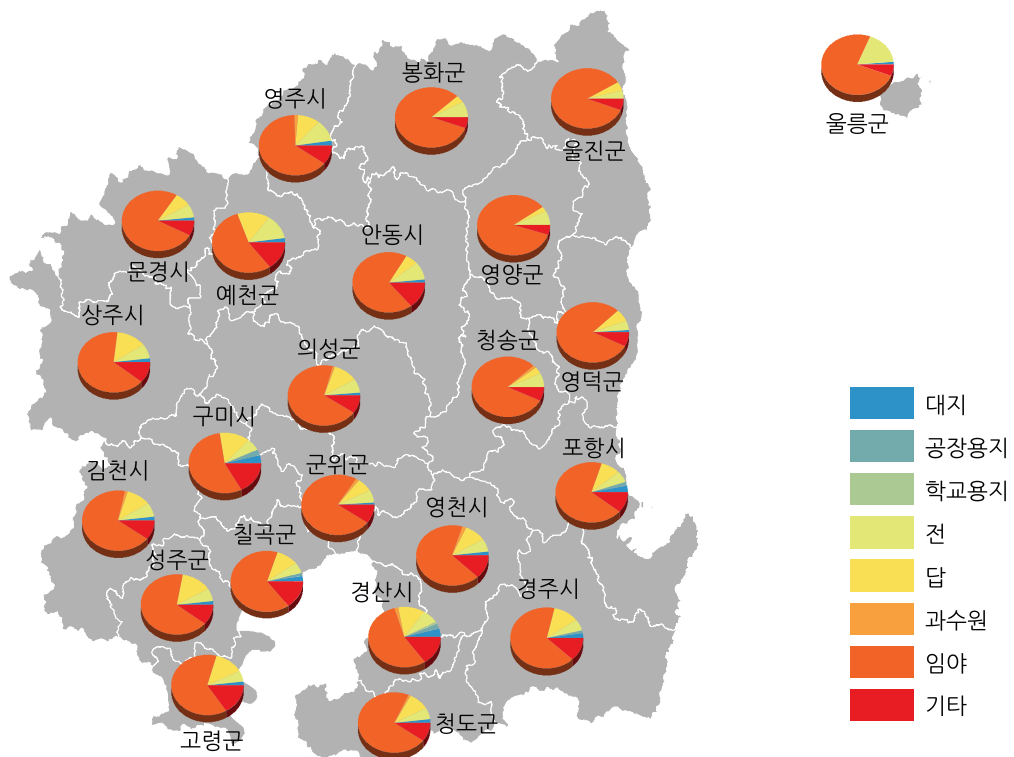 봉화군
영주시
울릉군
울진군
안동시
문경시
영양군
예천군
상주시
청송군
의성군
영덕군
구미시
포항시
김천시
군위군
영천시
칠곡군
성주군
경산시
경주시
청도군
고령군
대지
공장용지
학교용지
전
답
과수원
임야
기타